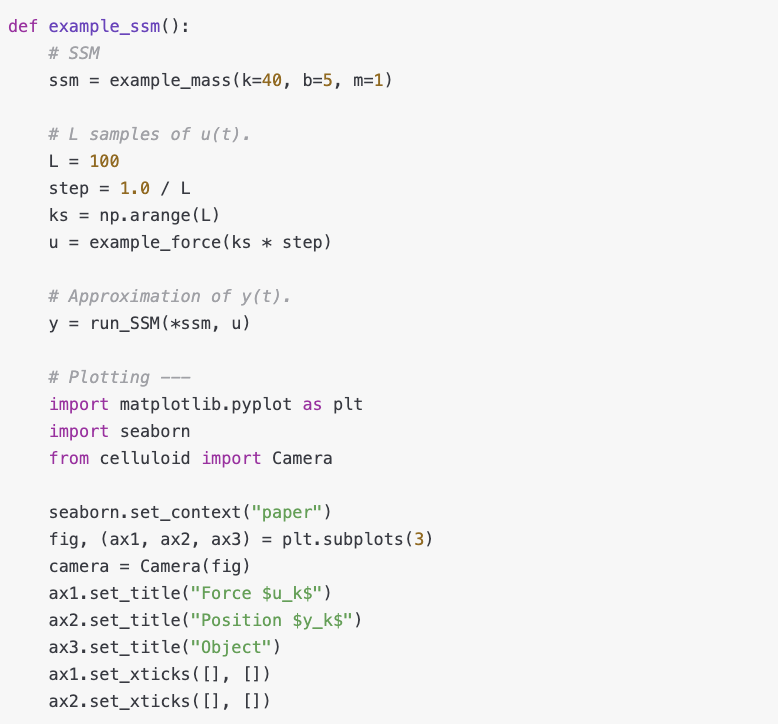 def example_ssm():
    # SSM
    ssm = example_mass(k=40, b=5, m=1)

    # L samples of u(t).
    L = 100
    step = 1.0 / L
    ks = np.arange(L)
    u = example_force(ks * step)

    # Approximation of y(t).
    y = run_SSM(*ssm, u)

    # Plotting ---
    import matplotlib.pyplot as plt
    import seaborn
    from celluloid import Camera

    seaborn.set_context("paper")
    fig, (ax1, ax2, ax3) = plt.subplots(3)
    camera = Camera(fig)
    ax1.set_title("Force $u_k$")
    ax2.set_title("Position $y_k$")
    ax3.set_title("Object")
    ax1.set_xticks([], [])
    ax2.set_xticks([], [])